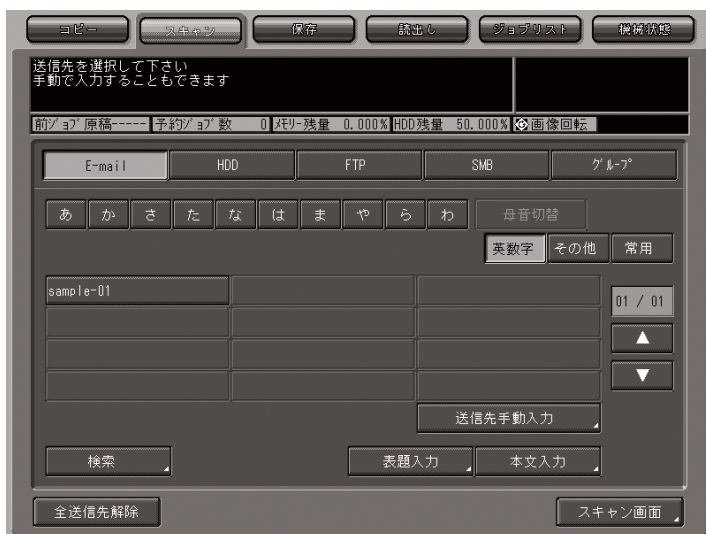 コピー スキャン 保存 読出し ジョブリスト 機械状態
送信先を選択して下さい
手動で入力することもできます
前ｼﾞｮﾌﾞ原稿----- 予約ｼﾞｮﾌﾞ数 0 ﾒﾓﾘｰ残量 0.000% HDD残量 50.000% 画像回転
E-mail HDD FTP SMB ｸﾞﾙｰﾌﾟ
あ か さ た な は ま や ら わ 母音切替
英数字 その他 常用
sample-01
01 / 01
▲
▼
送信先手動入力
検索 表題入力 本文入力
全送信先解除 スキャン画面